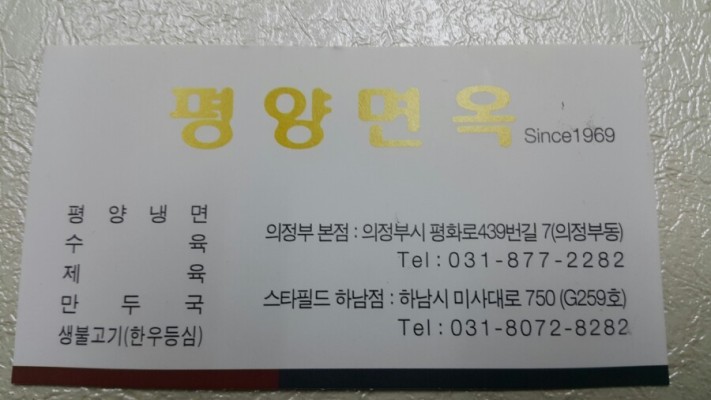 평양면옥 Since1969
평양냉면
수육
제육
만두국
생불고기(한우등심)
의정부 본점 : 의정부시 평화로439번길 7(의정부동)
Tel : 031-877-2282
스타필드 하남점 : 하남시 미사대로 750 (G259호)
Tel : 031-8072-8282